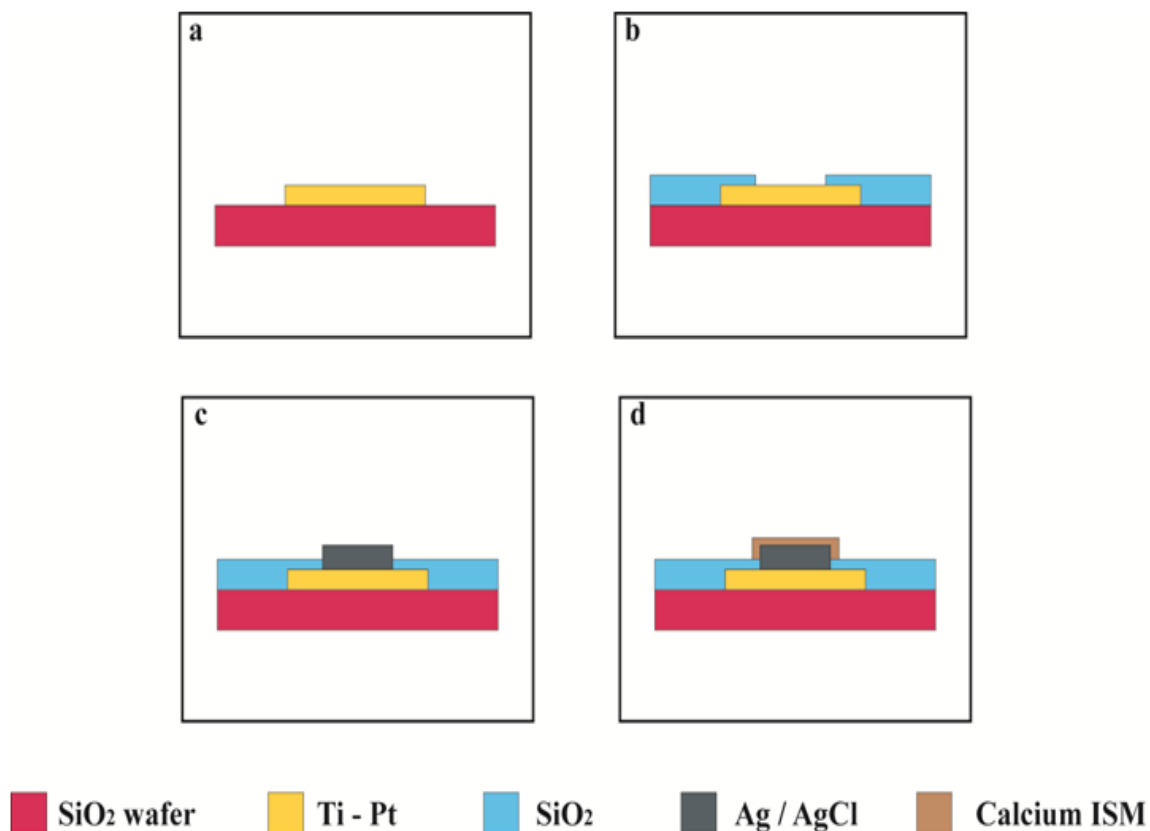 a
b
c
d
SiO₂ wafer
Ti - Pt
SiO₂
Ag / AgCl
Calcium ISM